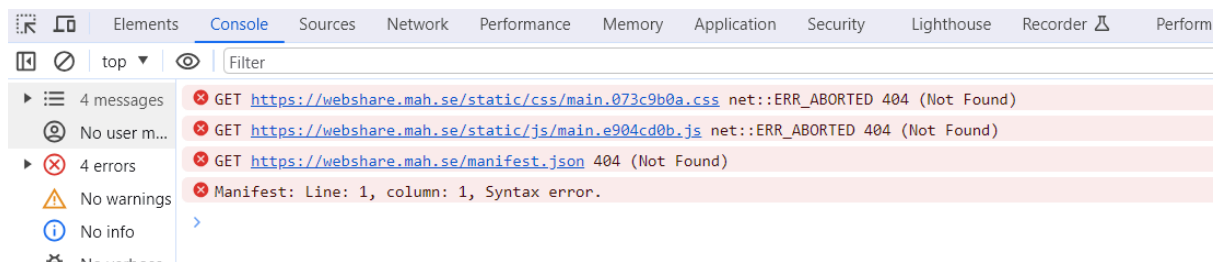 Elements Console Sources Network Performance Memory Application Security Lighthouse Recorder Perform
top Filter
4 messages
No user m...
4 errors
No warnings
No info
GET https://webshare.mah.se/static/css/main.073c9b0a.css net::ERR_ABORTED 404 (Not Found)
GET https://webshare.mah.se/static/js/main.e904cd0b.js net::ERR_ABORTED 404 (Not Found)
GET https://webshare.mah.se/manifest.json 404 (Not Found)
Manifest: Line: 1, column: 1, Syntax error.